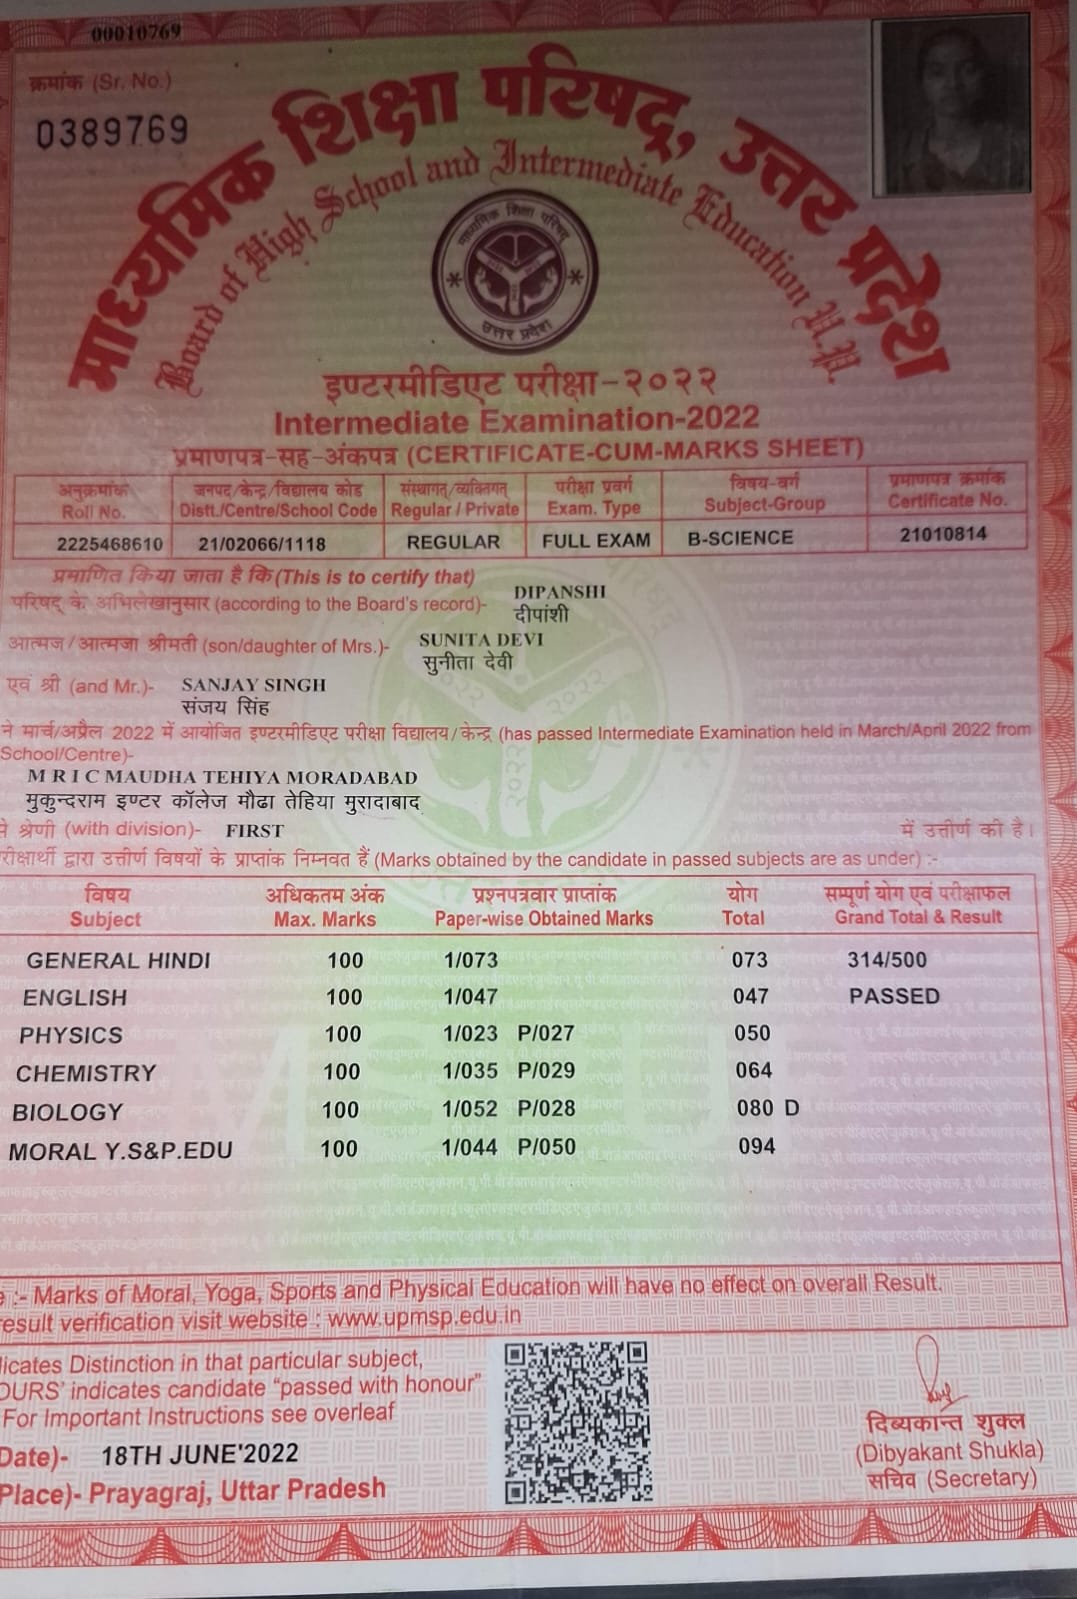 00010769
क्रमांक (Sr. No.)
0389769
माध्यमिक शिक्षा परिषद्, उत्तर प्रदेश
Board of High School and Intermediate Education U.P.
माध्यमिक शिक्षा परिषद्
उत्तर प्रदेश
इण्टरमीडिएट परीक्षा-२०२२
Intermediate Examination-2022
प्रमाणपत्र-सह-अंकपत्र (CERTIFICATE-CUM-MARKS SHEET)
अनुक्रमांक जनपद/केन्द्र/विद्यालय कोड संस्थागत्/व्यक्तिगत् परीक्षा प्रवर्ग विषय-वर्ग प्रमाणपत्र क्रमांक
Roll No. Distt./Centre/School Code Regular / Private Exam. Type Subject-Group Certificate No.
2225468610 21/02066/1118 REGULAR FULL EXAM B-SCIENCE 21010814
प्रमाणित किया जाता है कि (This is to certify that)
परिषद् के अभिलेखानुसार (according to the Board's record)- DIPANSHI
दीपांशी
आत्मज/आत्मजा श्रीमती (son/daughter of Mrs.)- SUNITA DEVI
सुनीता देवी
एवं श्री (and Mr.)- SANJAY SINGH
संजय सिंह
ने मार्च/अप्रैल 2022 में आयोजित इण्टरमीडिएट परीक्षा विद्यालय/केन्द्र (has passed Intermediate Examination held in March/April 2022 from
School/Centre)-
M R I C MAUDHA TEHIYA MORADABAD
मुकुन्दराम इण्टर कॉलेज मौढा तेहिया मुरादाबाद
श्रेणी (with division)- FIRST में उत्तीर्ण की है।
द्वारा उत्तीर्ण विषयों के प्राप्तांक निम्नवत हैं (Marks obtained by the candidate in passed subjects are as under) :-
विषय अधिकतम अंक प्रश्नपत्रवार प्राप्तांक योग सम्पूर्ण योग एवं परीक्षाफल
Subject Max. Marks Paper-wise Obtained Marks Total Grand Total & Result
GENERAL HINDI 100 1/073 073 314/500
ENGLISH 100 1/047 047 PASSED
PHYSICS 100 1/023 P/027 050
CHEMISTRY 100 1/035 P/029 064
BIOLOGY 100 1/052 P/028 080 D
MORAL Y.S&P.EDU 100 1/044 P/050 094
:- Marks of Moral, Yoga, Sports and Physical Education will have no effect on overall Result.
result verification visit website : www.upmsp.edu.in
icates Distinction in that particular subject,
OURS' indicates candidate "passed with honour"
For Important Instructions see overleaf
Date)- 18TH JUNE'2022
Place)- Prayagraj, Uttar Pradesh
दिब्यकान्त शुक्ल
(Dibyakant Shukla)
सचिव (Secretary)